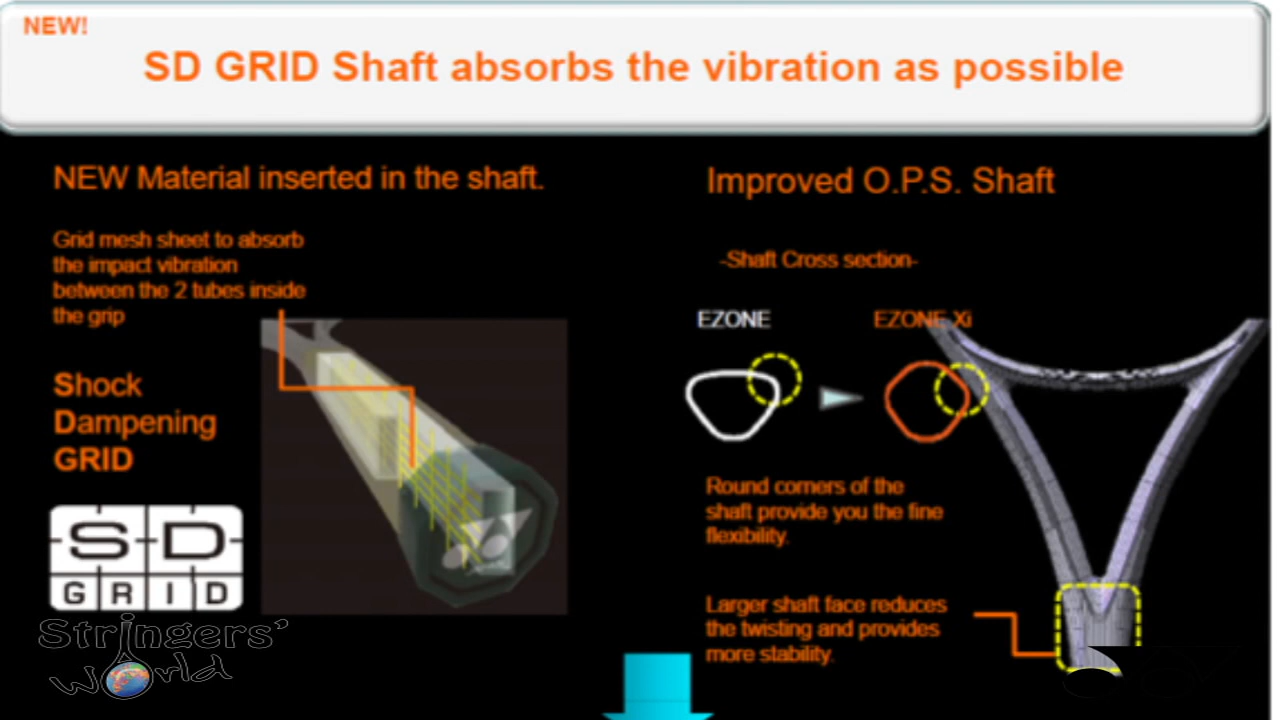 NEW!
SD GRID Shaft absorbs the vibration as possible
NEW Material inserted in the shaft.
Grid mesh sheet to absorb
the impact vibration
between the 2 tubes inside
the grip
Shock
Dampening
GRID
S D
GRID
Stringers'
World
Improved O.P.S. Shaft
-Shaft Cross section-
EZONE
EZONE Xi
Round corners of the
shaft provide you the fine
flexibility.
Larger shaft face reduces
the twisting and provides
more stability.